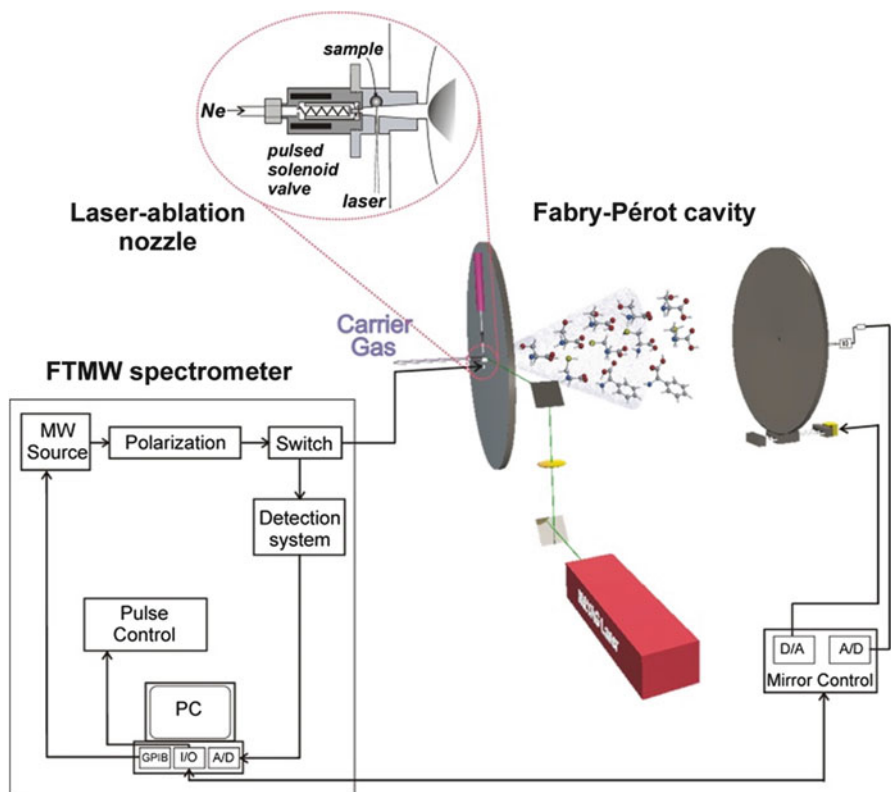 sample
Ne
pulsed
solenoid
valve
laser
Laser-ablation
nozzle
Fabry-Pérot cavity
Carrier
Gas
FTMW spectrometer
MW
Source
Polarization
Switch
Detection
system
Pulse
Control
PC
GPIB
I/O
A/D
Laser
D/A
A/D
Mirror Control